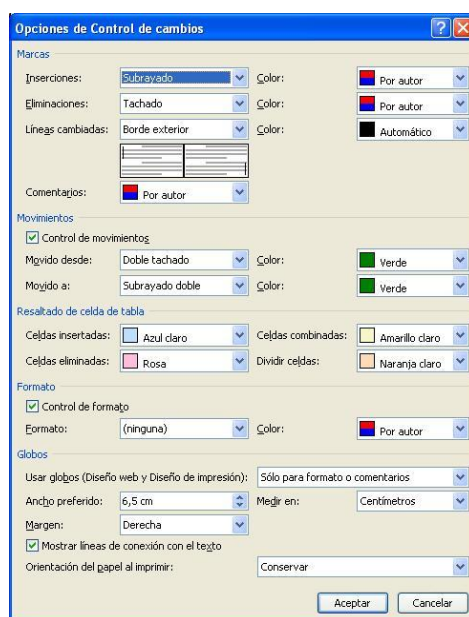 Opciones de Control de cambios
Marcas
Inserciones: Subrayado Color: Por autor
Eliminaciones: Tachado Color: Por autor
Líneas cambiadas: Borde exterior Color: Automático
Comentarios: Por autor
Movimientos
Control de movimientos
Movido desde: Doble tachado Color: Verde
Movido a: Subrayado doble Color: Verde
Resaltado de celda de tabla
Celdas insertadas: Azul claro Celdas combinadas: Amarillo claro
Celdas eliminadas: Rosa Dividir celdas: Naranja claro
Formato
Control de formato
Formato: (ninguna) Color: Por autor
Globos
Usar globos (Diseño web y Diseño de impresión): Sólo para formato o comentarios
Ancho preferido: 6,5 cm Medir en: Centímetros
Margen: Derecha
Mostrar líneas de conexión con el texto
Orientación del papel al imprimir: Conservar
Aceptar Cancelar